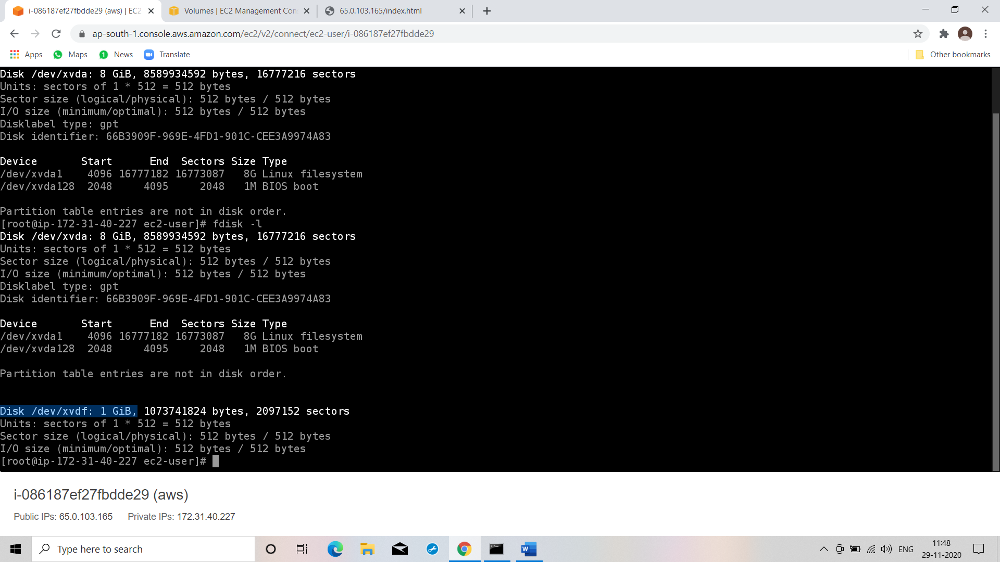 i-086187ef27fbdde29 (aws) | EC2
Volumes | EC2 Management Con
65.0.103.165/index.html
ap-south-1.console.aws.amazon.com/ec2/v2/connect/ec2-user/i-086187ef27fbdde29
Apps Maps News Translate Other bookmarks
Disk /dev/xvda: 8 GiB, 8589934592 bytes, 16777216 sectors
Units: sectors of 1 * 512 = 512 bytes
Sector size (logical/physical): 512 bytes / 512 bytes
I/O size (minimum/optimal): 512 bytes / 512 bytes
Disklabel type: gpt
Disk identifier: 66B3909F-969E-4FD1-901C-CEE3A9974A83
Device Start End Sectors Size Type
/dev/xvda1 4096 16777182 16773087 8G Linux filesystem
/dev/xvda128 2048 4095 2048 1M BIOS boot
Partition table entries are not in disk order.
[root@ip-172-31-40-227 ec2-user]# fdisk -l
Disk /dev/xvda: 8 GiB, 8589934592 bytes, 16777216 sectors
Units: sectors of 1 * 512 = 512 bytes
Sector size (logical/physical): 512 bytes / 512 bytes
I/O size (minimum/optimal): 512 bytes / 512 bytes
Disklabel type: gpt
Disk identifier: 66B3909F-969E-4FD1-901C-CEE3A9974A83
Device Start End Sectors Size Type
/dev/xvda1 4096 16777182 16773087 8G Linux filesystem
/dev/xvda128 2048 4095 2048 1M BIOS boot
Partition table entries are not in disk order.
Disk /dev/xvdf: 1 GiB, 1073741824 bytes, 2097152 sectors
Units: sectors of 1 * 512 = 512 bytes
Sector size (logical/physical): 512 bytes / 512 bytes
I/O size (minimum/optimal): 512 bytes / 512 bytes
[root@ip-172-31-40-227 ec2-user]#
i-086187ef27fbdde29 (aws)
Public IPs: 65.0.103.165 Private IPs: 172.31.40.227
Type here to search
ENG
11:48
29-11-2020